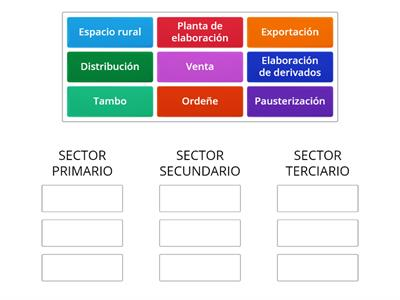 Espacio rural
Planta de
elaboración
Exportación
Distribución
Venta
Elaboración
de derivados
Tambo
Ordeñe
Pausterización
SECTOR
PRIMARIO
SECTOR
SECUNDARIO
SECTOR
TERCIARIO